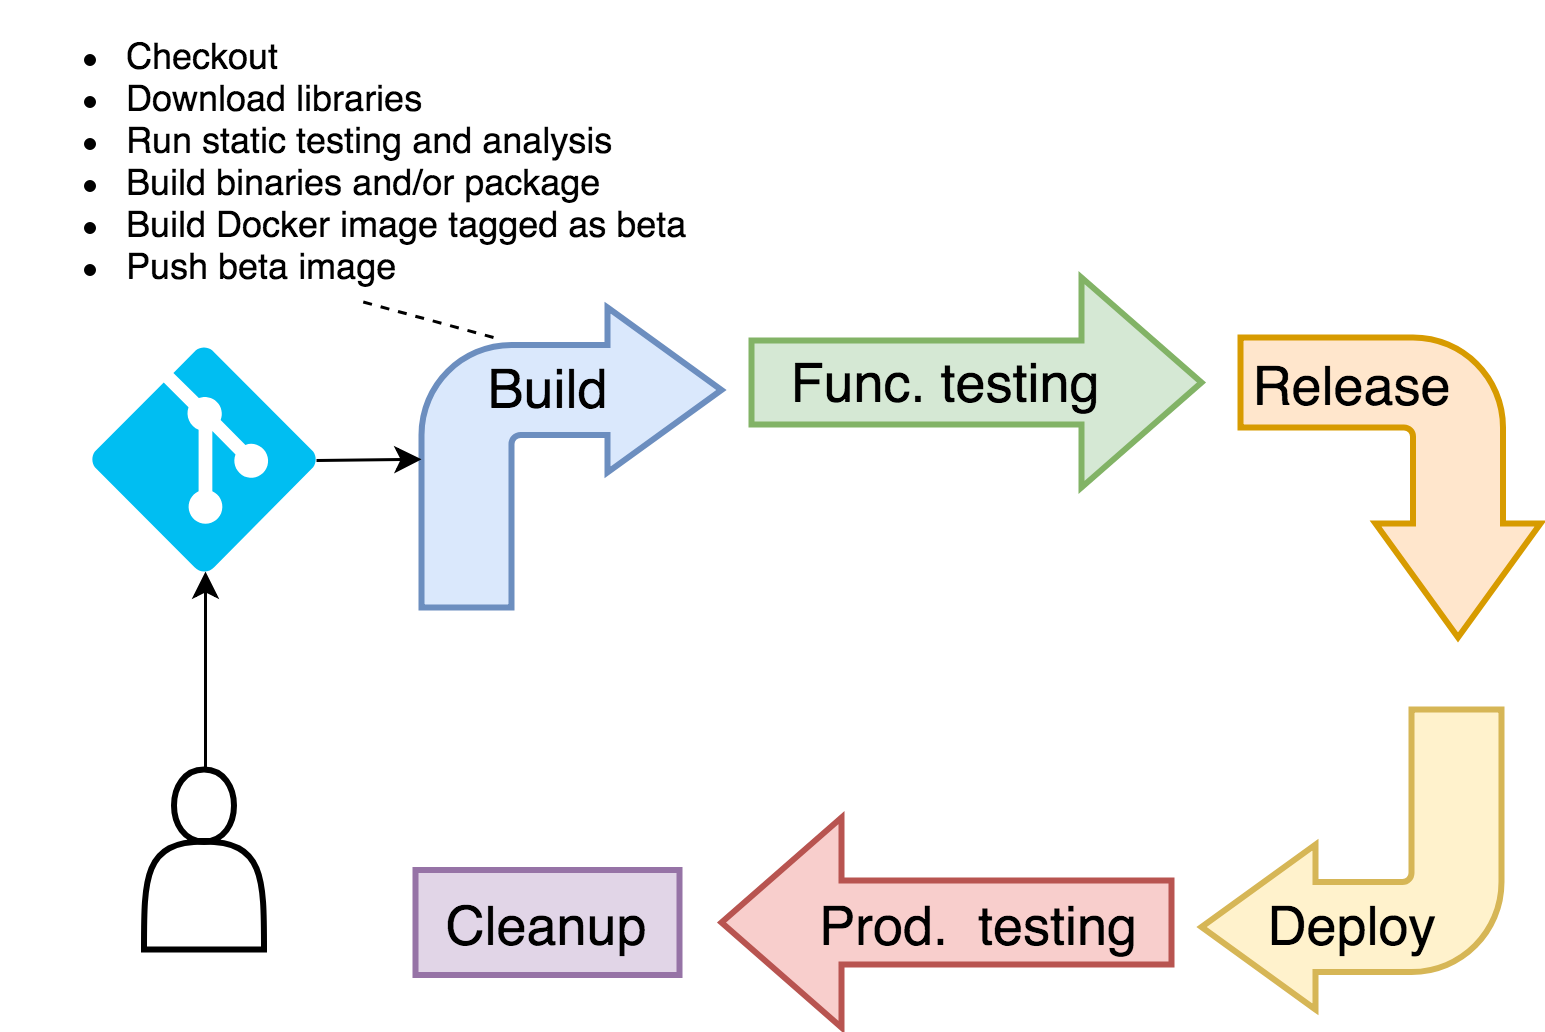 Checkout
Download libraries
Run static testing and analysis
Build binaries and/or package
Build Docker image tagged as beta
Push beta image
Build
Func. testing
Release
Deploy
Prod. testing
Cleanup